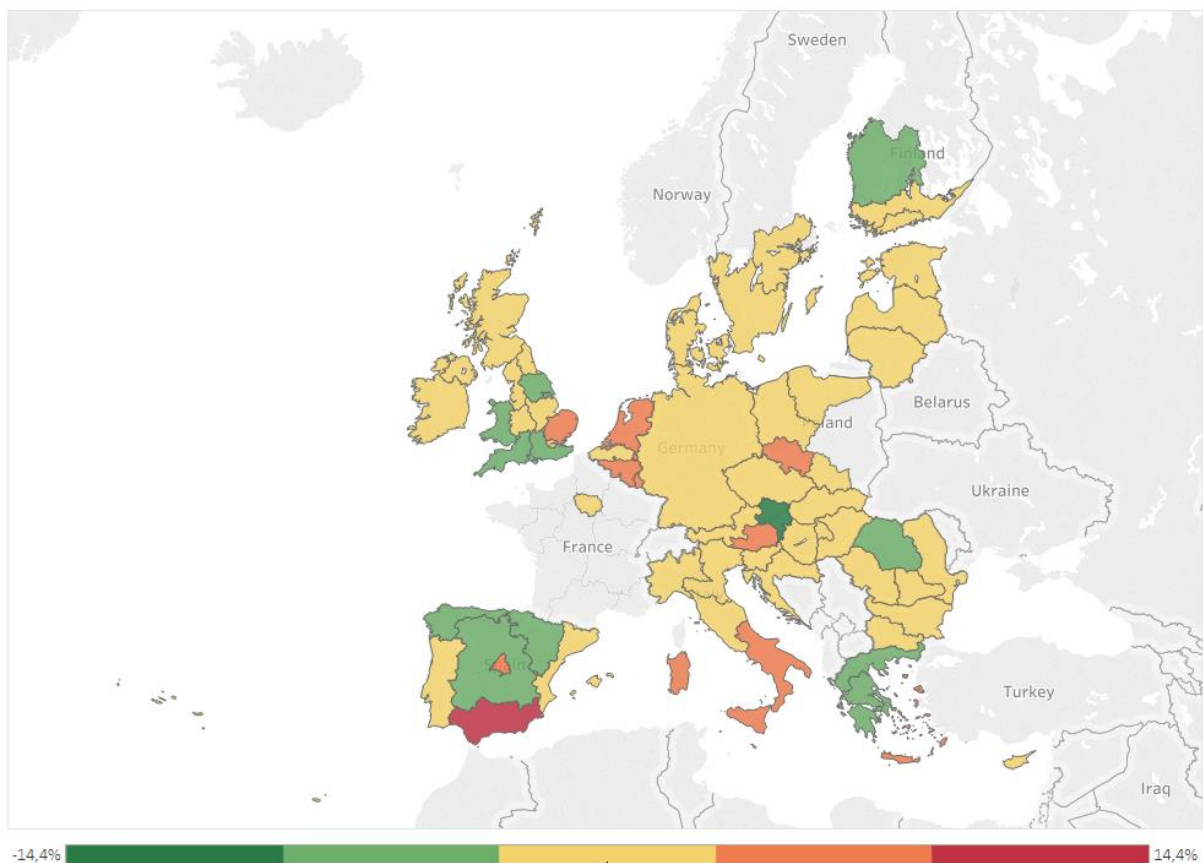 Sweden
Finland
Norway
Belarus
Poland
Germany
Ukraine
France
Spain
Turkey
Iraq
-14,4%
14,4%